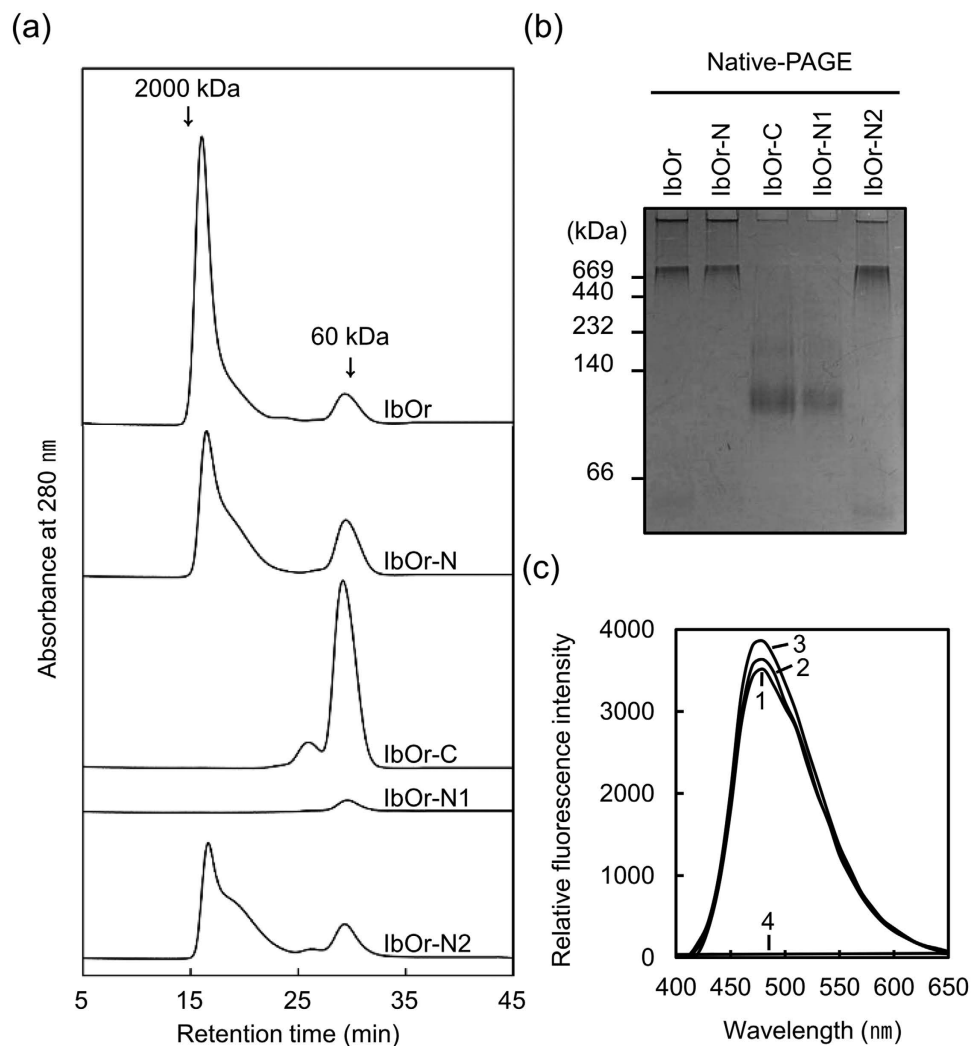 (a)
2000 kDa
↓
60 kDa
↓
IbOr
IbOr-N
IbOr-C
IbOr-N1
IbOr-N2
Absorbance at 280 ㎚
5 15 25 35 45
Retention time (min)
(b)
Native-PAGE
IbOr
IbOr-N
IbOr-C
IbOr-N1
IbOr-N2
(kDa)
669
440
232
140
66
(c)
Relative fluorescence intensity
4000
3000
2000
1000
0
3
2
1
4
400 450 500 550 600 650
Wavelength (㎚)